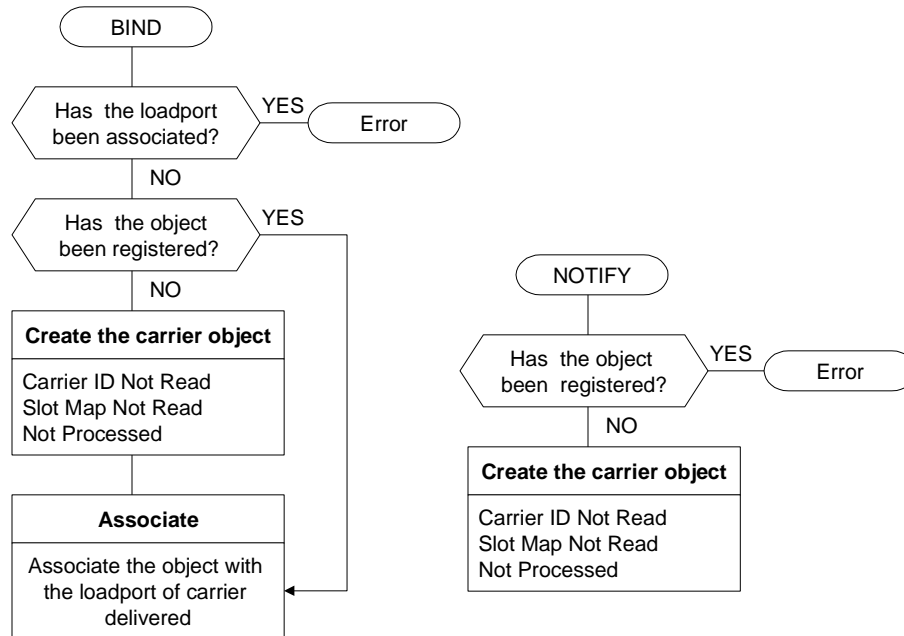 BIND
Has the loadport
been associated?
YES
Error
NO
Has the object
been registered?
YES
NO
Create the carrier object
Carrier ID Not Read
Slot Map Not Read
Not Processed
Associate
Associate the object with
the loadport of carrier
delivered
NOTIFY
Has the object
been registered?
YES
Error
NO
Create the carrier object
Carrier ID Not Read
Slot Map Not Read
Not Processed